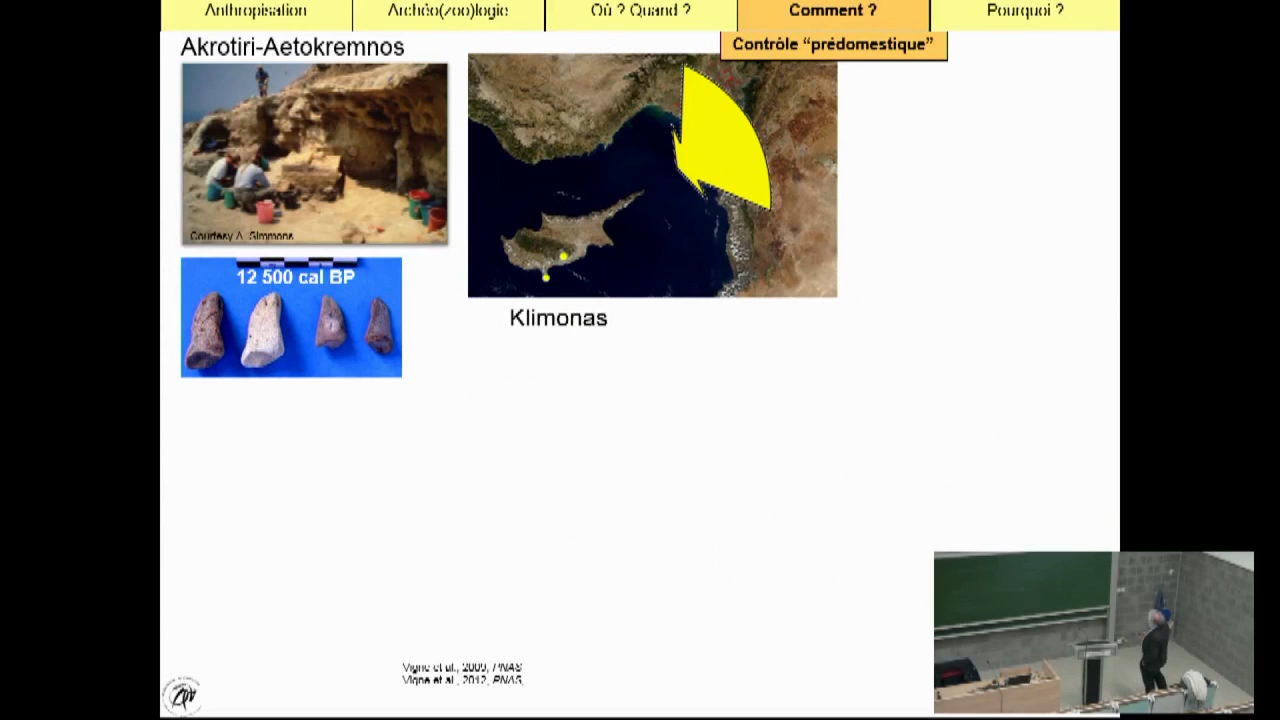 Anthropisation
Archéo(zoo)logie
Où ? Quand ?
Comment ?
Pourquoi ?
Contrôle “prédomestique”
Akrotiri-Aetokremnos
Courtesy A. Simmons
12 500 cal BP
Klimonas
Vigne et al., 2009, PNAS
Vigne et al., 2012, PNAS,